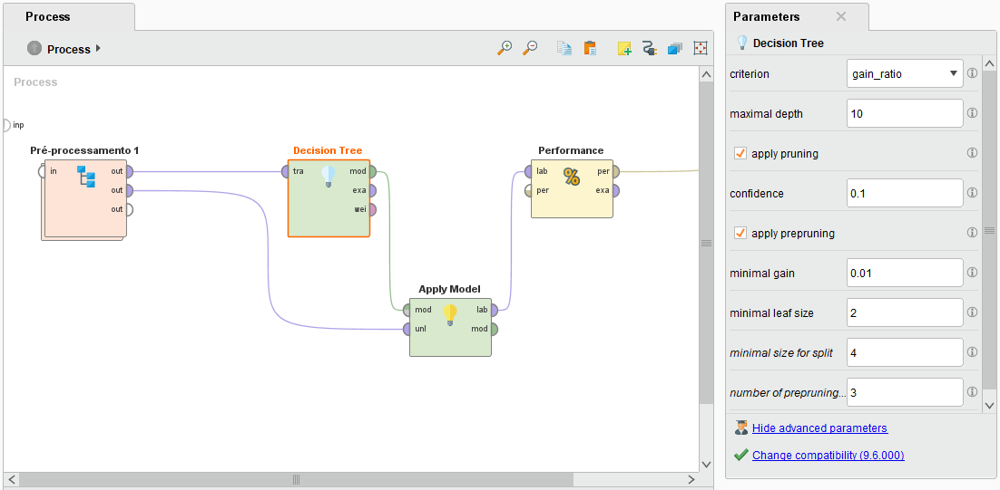 Process
Process
Process
inp
Pré-processamento 1
in
out
out
out
Decision Tree
tra
mod
exa
wei
Apply Model
mod
unl
lab
mod
Performance
%
lab
per
per
exa
Parameters
Decision Tree
criterion
gain_ratio
maximal depth
10
apply pruning
confidence
0.1
apply prepruning
minimal gain
0.01
minimal leaf size
2
minimal size for split
4
number of prepruning...
3
Hide advanced parameters
Change compatibility (9.6.000)